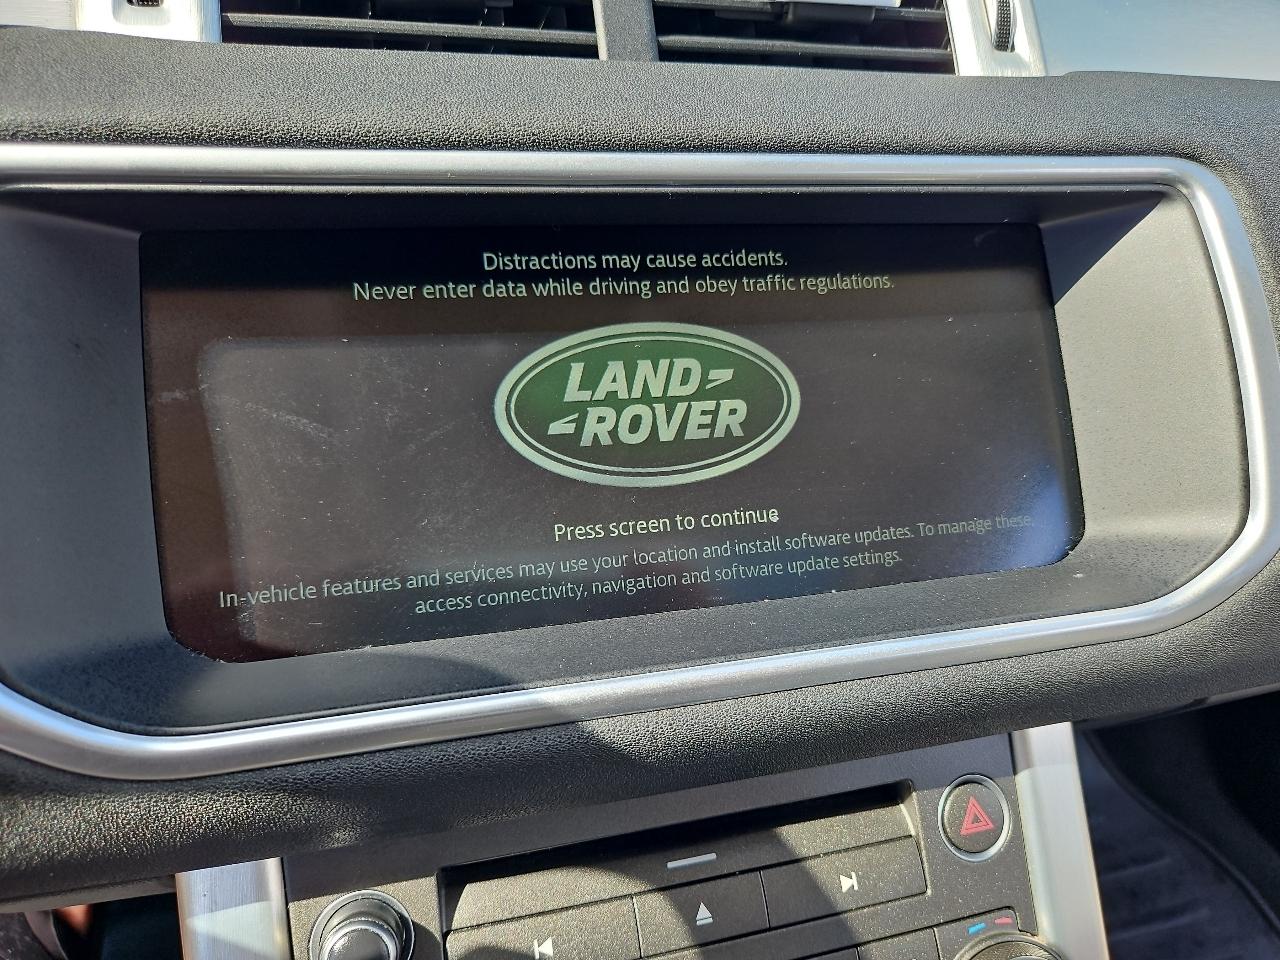 Distractions may cause accidents.
Never enter data while driving and obey traffic regulations.
LAND
ROVER
Press screen to continue
In-vehicle features and services may use your location and install software updates. To manage these,
access connectivity, navigation and software update settings.